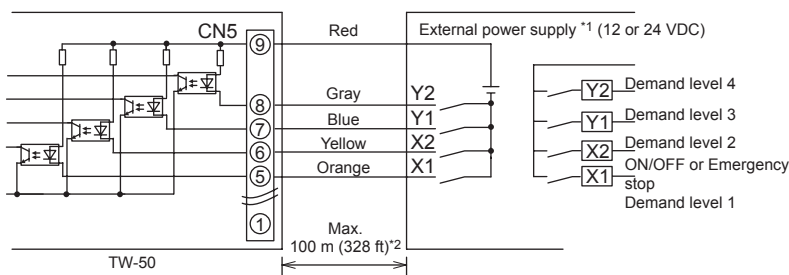 CN5
Red
External power supply *1 (12 or 24 VDC)
9
Gray
Y2
8
Blue
Y1
7
Yellow
X2
6
Orange
X1
5
1
Max.
100 m (328 ft)*2
TW-50
Y2
Demand level 4
Y1
Demand level 3
X2
Demand level 2
X1
ON/OFF or Emergency
stop
Demand level 1